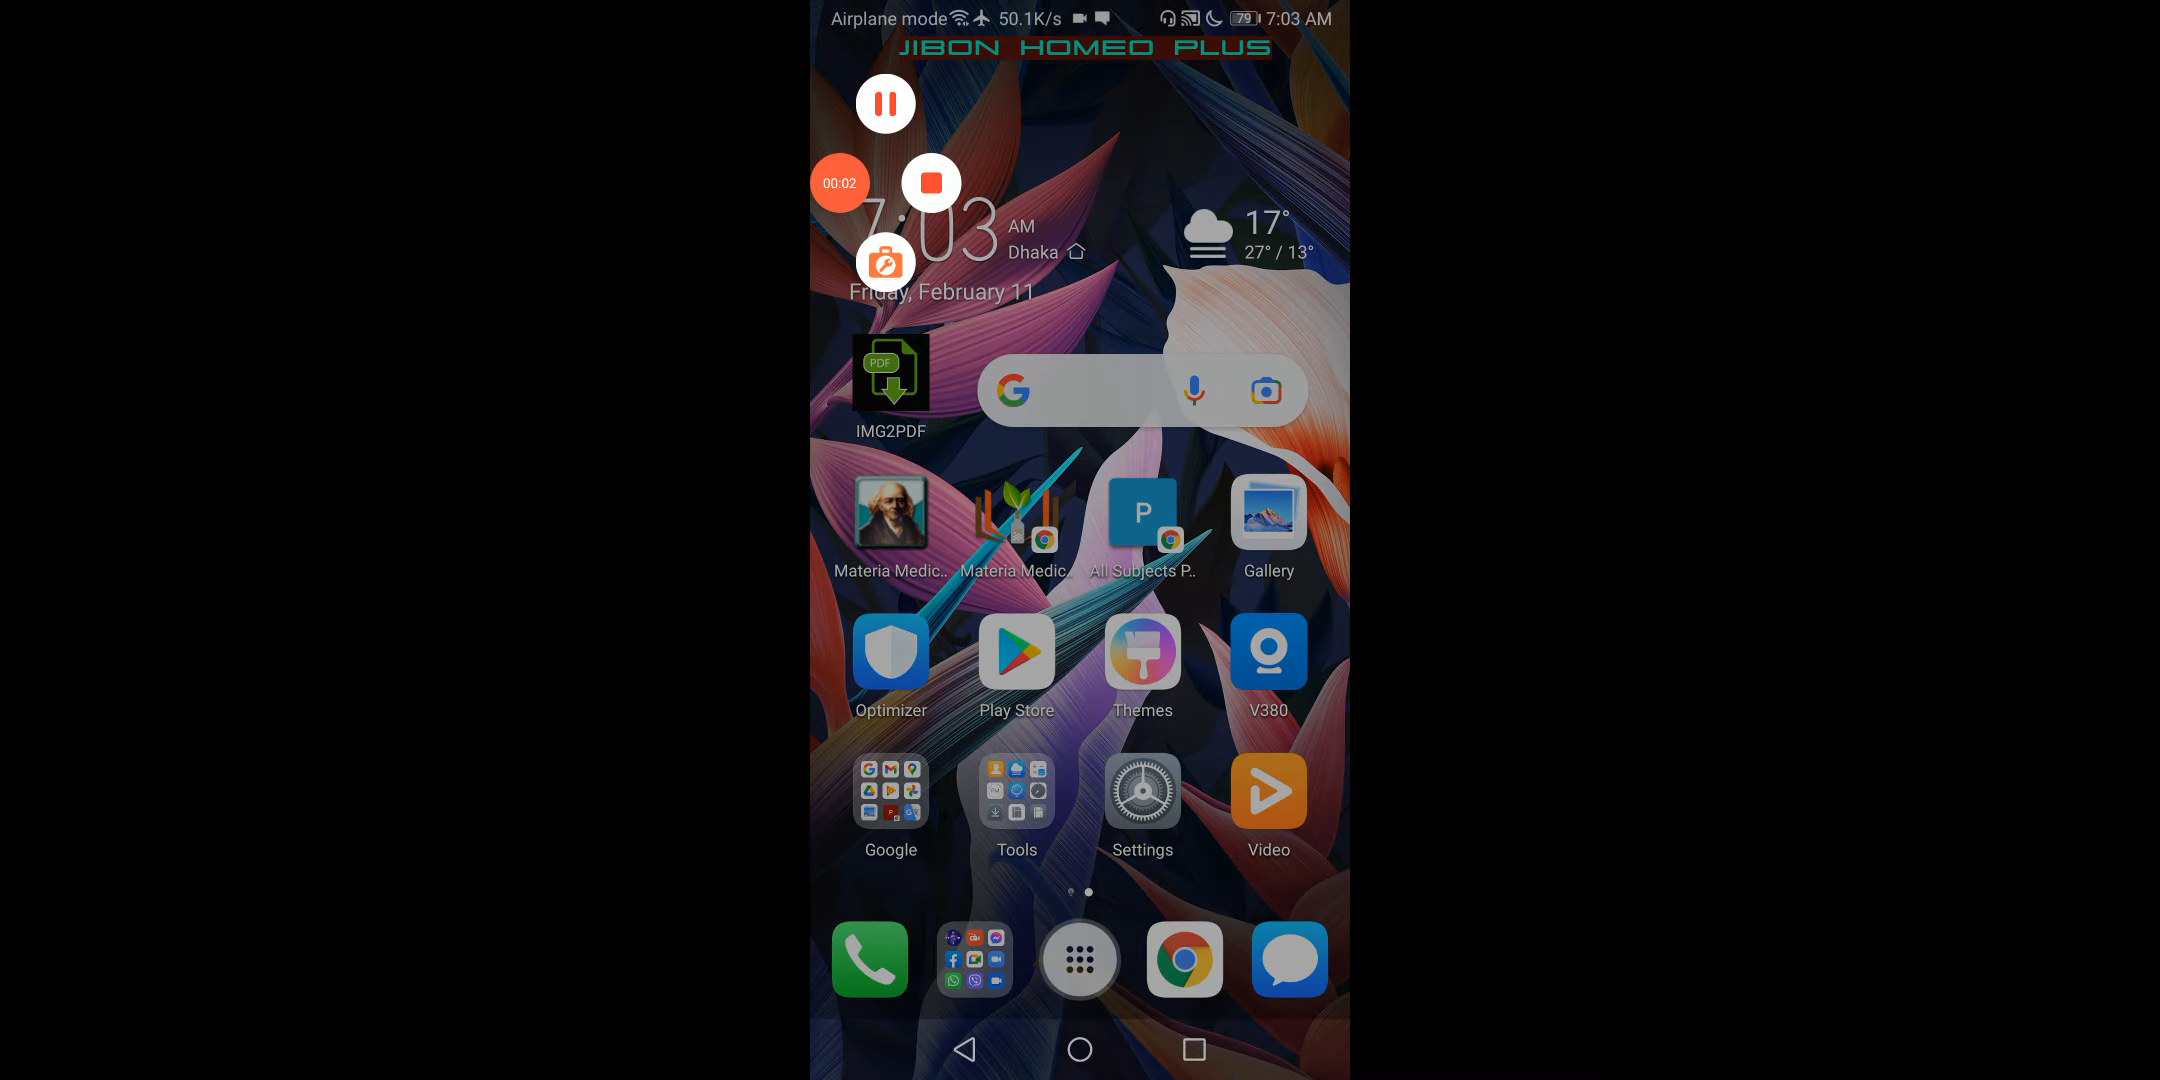 Airplane mode 50.1K/s 79 7:03 AM
JIBON HOMEO PLUS
00:02
7:03 AM
Dhaka
17°
27° / 13°
Friday, February 11
PDF
IMG2PDF
P
Materia Medic.. Materia Medic.. All Subjects P.. Gallery
Optimizer Play Store Themes V380
Google Tools Settings Video